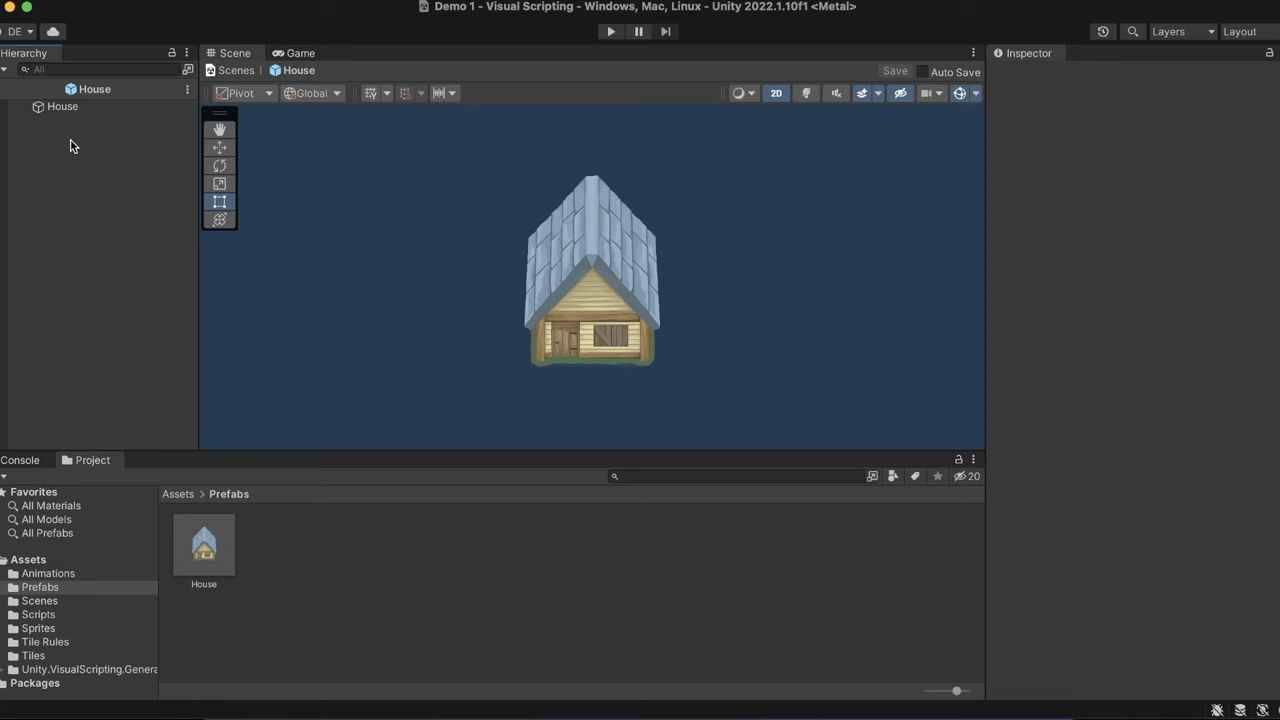 Demo 1 - Visual Scripting - Windows, Mac, Linux - Unity 2022.1.10f1 <Metal>
DE
Layers
Layout
Hierarchy
Scene
Game
Inspector
All
Scenes
House
Save
Auto Save
House
Pivot
Global
2D
House
Console
Project
20
Favorites
All Materials
All Models
All Prefabs
Assets > Prefabs
Assets
Animations
Prefabs
Scenes
Scripts
Sprites
Tile Rules
Tiles
Unity.VisualScripting.Genera
Packages
House